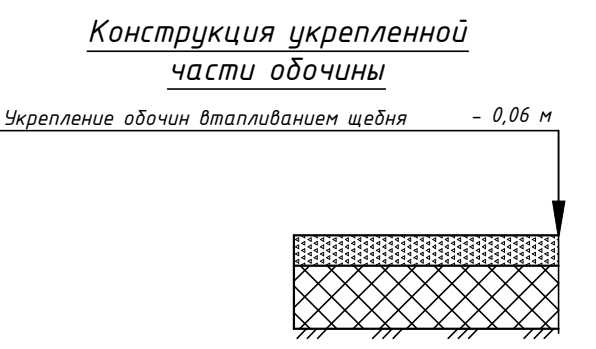 Конструкция укрепленной
части обочины
Укрепление обочин втапливанием щебня - 0,06 м